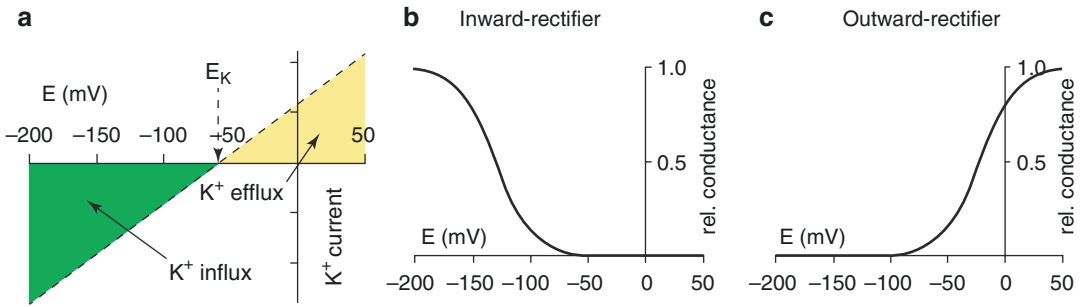 a
E_K
E (mV)
−200 −150 −100 −50 50
K⁺ efflux
K⁺ influx
K⁺ current
b Inward-rectifier
1.0
0.5
rel. conductance
E (mV)
−200 −150 −100 −50 0 50
c Outward-rectifier
1.0
0.5
rel. conductance
E (mV)
−200 −150 −100 −50 0 50